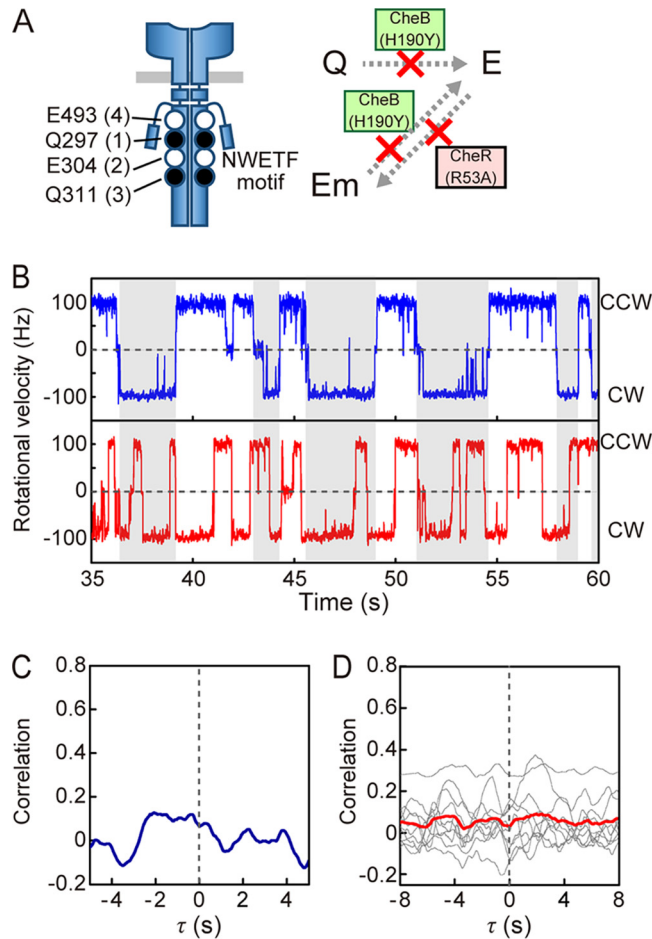 A
E493 (4)
Q297 (1)
E304 (2)
Q311 (3)
NWETF
motif
CheB
(H190Y)
Q
E
CheB
(H190Y)
Em
CheR
(R53A)
B
Rotational velocity (Hz)
100
0
-100
CCW
CW
100
0
-100
CCW
CW
35 40 45 50 55 60
Time (s)
C
Correlation
0.8
0.6
0.4
0.2
0
-0.2
-4 -2 0 2 4
τ (s)
D
Correlation
0.8
0.6
0.4
0.2
0
-0.2
-8 -4 0 4 8
τ (s)